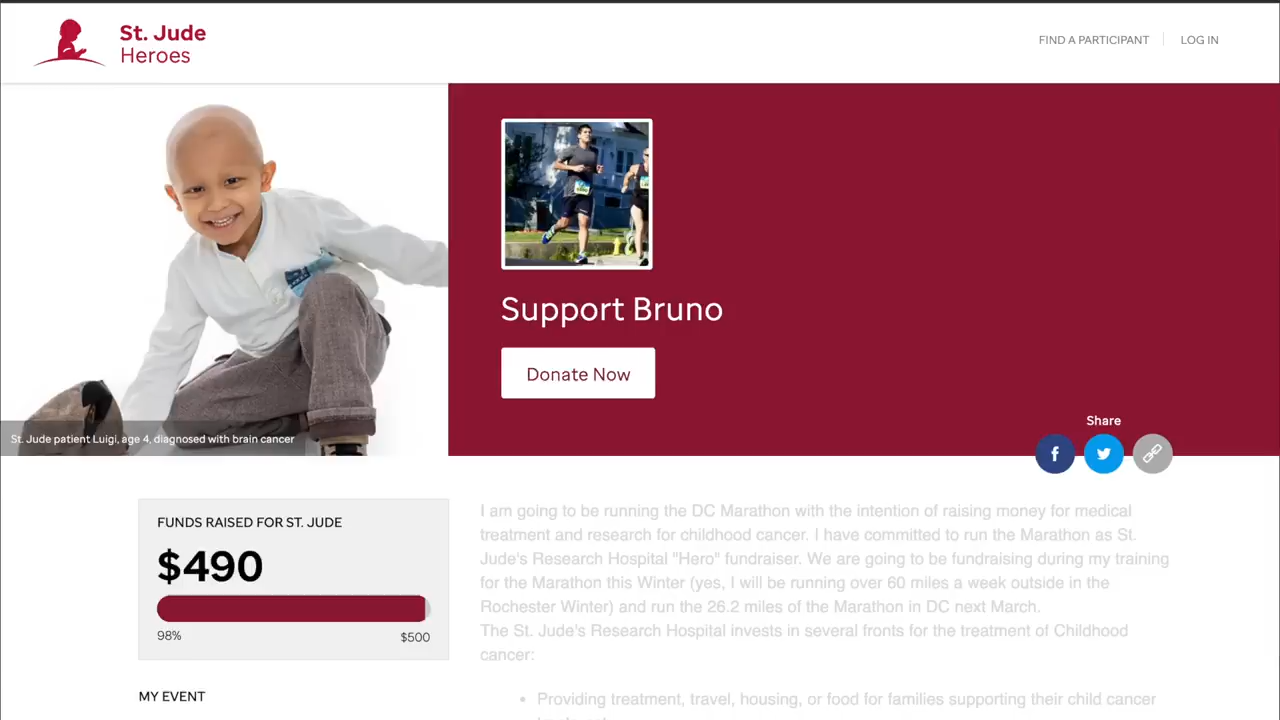 St. Jude
Heroes
FIND A PARTICIPANT
LOG IN
Support Bruno
Donate Now
Share
St. Jude patient Luigi, age 4, diagnosed with brain cancer
FUNDS RAISED FOR ST. JUDE
$490
98%
$500
MY EVENT
I am going to be running the DC Marathon with the intention of raising money for medical
treatment and research for childhood cancer. I have committed to run the Marathon as St.
Jude's Research Hospital "Hero" fundraiser. We are going to be fundraising during my training
for the Marathon this Winter (yes, I will be running over 60 miles a week outside in the
Rochester Winter) and run the 26.2 miles of the Marathon in DC next March.
The St. Jude's Research Hospital invests in several fronts for the treatment of Childhood
cancer:
• Providing treatment, travel, housing, or food for families supporting their child cancer